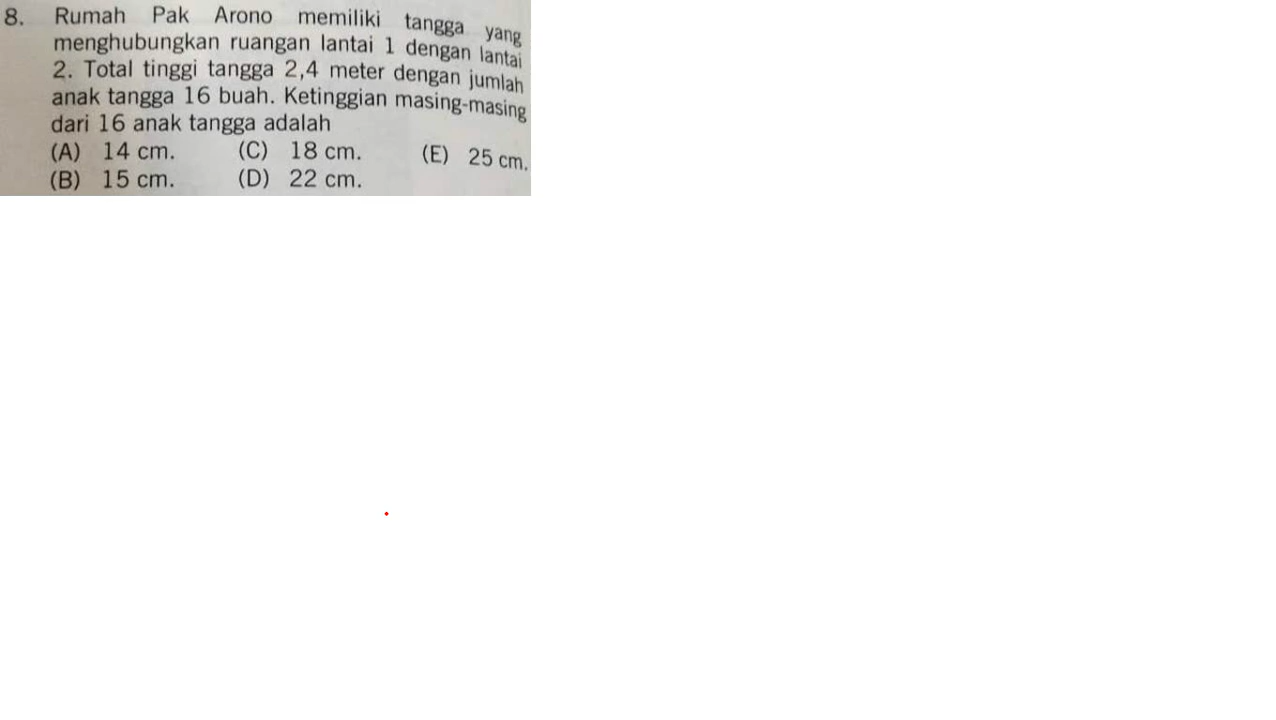 8. Rumah Pak Arono memiliki tangga yang
menghubungkan ruangan lantai 1 dengan lantai
2. Total tinggi tangga 2,4 meter dengan jumlah
anak tangga 16 buah. Ketinggian masing-masing
dari 16 anak tangga adalah
(A) 14 cm. (C) 18 cm. (E) 25 cm.
(B) 15 cm. (D) 22 cm.